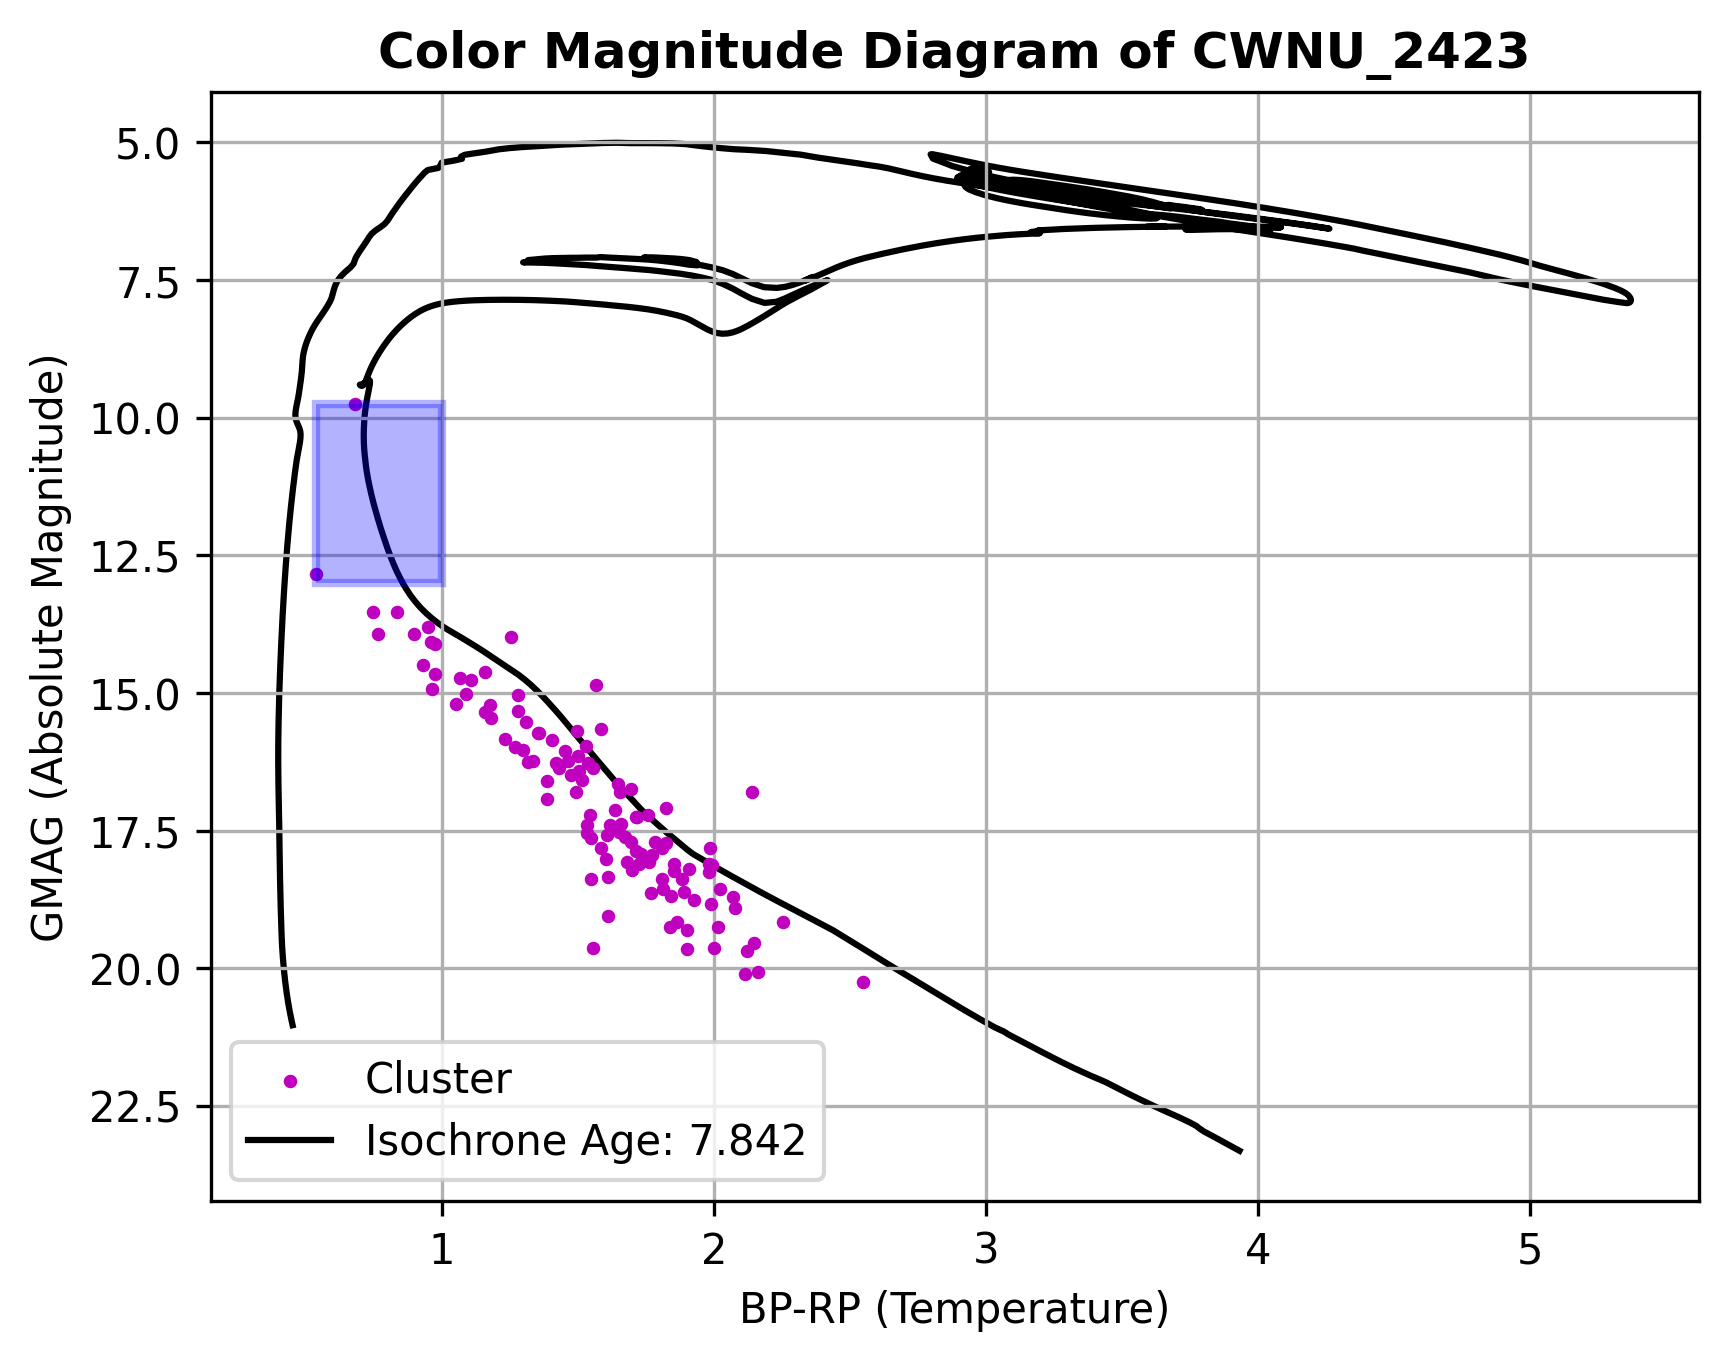 Color Magnitude Diagram of CWNU_2423
GMAG (Absolute Magnitude)
5.0
7.5
10.0
12.5
15.0
17.5
20.0
22.5
Cluster
Isochrone Age: 7.842
1 2 3 4 5
BP-RP (Temperature)